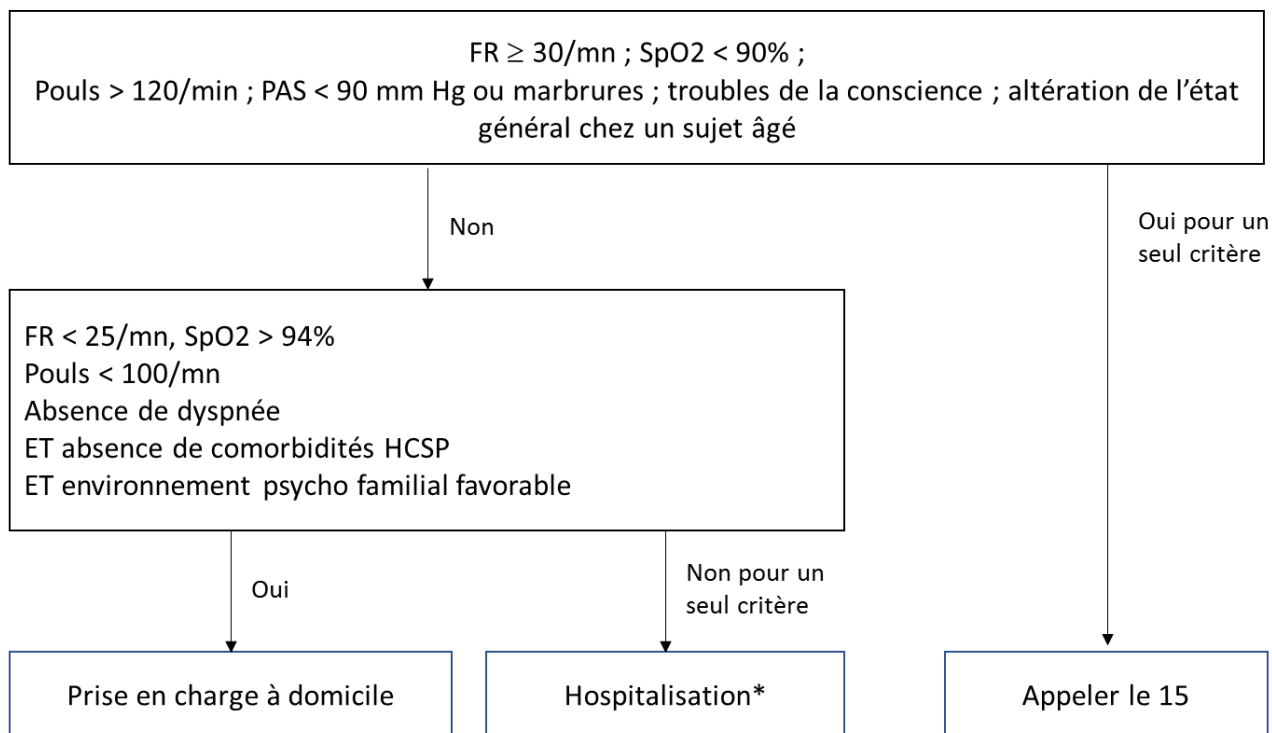 FR ≥ 30/mn ; SpO2 < 90% ;
Pouls > 120/min ; PAS < 90 mm Hg ou marbrures ; troubles de la conscience ; altération de l’état
général chez un sujet âgé
Non
Oui pour un
seul critère
FR < 25/mn, SpO2 > 94%
Pouls < 100/mn
Absence de dyspnée
ET absence de comorbidités HCSP
ET environnement psycho familial favorable
Oui
Non pour un
seul critère
Prise en charge à domicile
Hospitalisation*
Appeler le 15